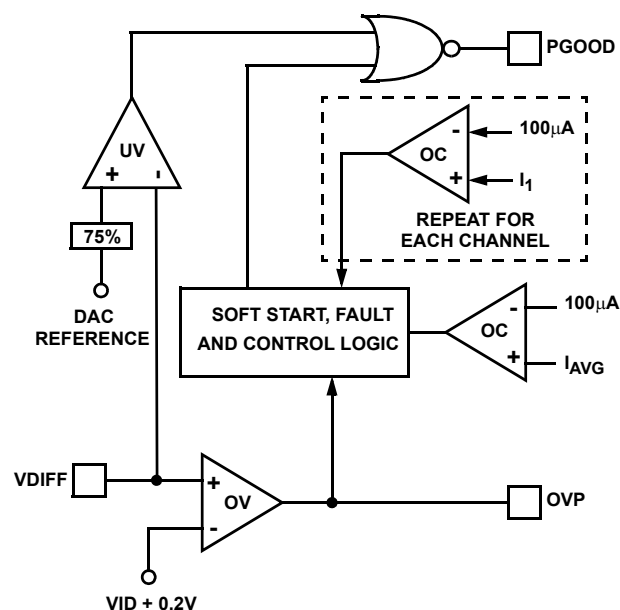 PGOOD
UV
+ -
75%
DAC
REFERENCE
- 100μA
OC
+ I1
REPEAT FOR
EACH CHANNEL
SOFT START, FAULT
AND CONTROL LOGIC
- 100μA
OC
+ IAVG
VDIFF
+
OV
-
OVP
VID + 0.2V